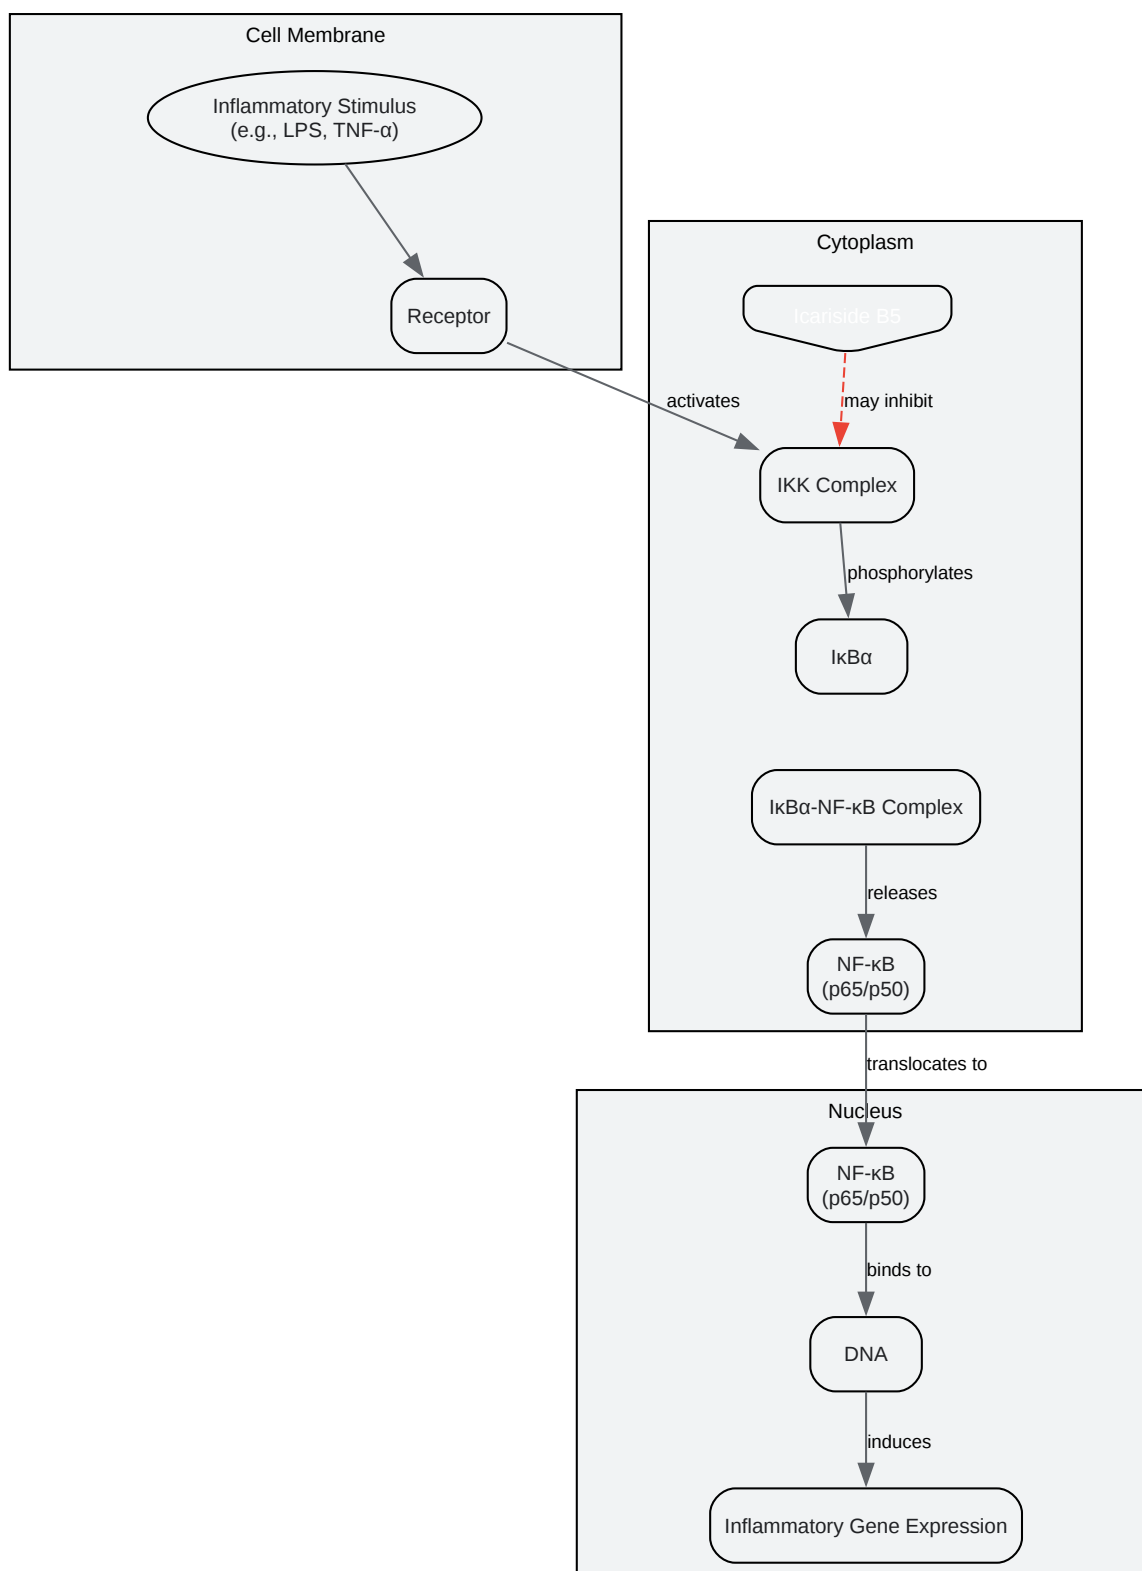 Cell Membrane
Inflammatory Stimulus
(e.g., LPS, TNF-α)
Receptor
Cytoplasm
Icariside B5
activates
may inhibit
IKK Complex
phosphorylates
IκBα
IκBα-NF-κB Complex
releases
NF-κB
(p65/p50)
translocates to
Nucleus
NF-κB
(p65/p50)
binds to
DNA
induces
Inflammatory Gene Expression